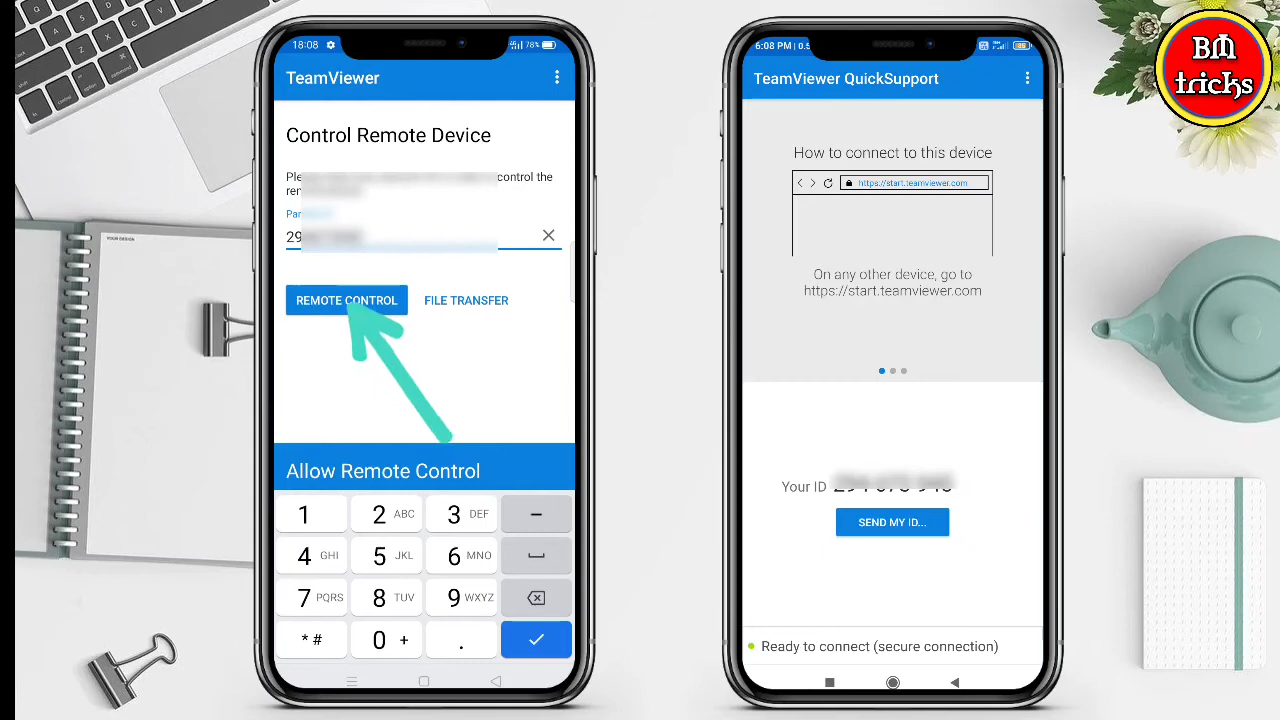 BM
tricks
18:08
78%
TeamViewer
Control Remote Device
control the
29
REMOTE CONTROL
FILE TRANSFER
Allow Remote Control
1
2 ABC
3 DEF
–
4 GHI
5 JKL
6 MNO
7 PQRS
8 TUV
9 WXYZ
* #
0 +
.
6:08 PM
TeamViewer QuickSupport
How to connect to this device
https://start.teamviewer.com
On any other device, go to
https://start.teamviewer.com
Your ID
SEND MY ID...
Ready to connect (secure connection)
YOUR DESIGN